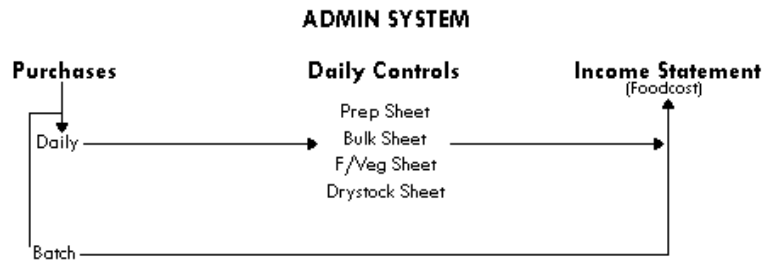 ADMIN SYSTEM
Purchases Daily Controls Income Statement
(Foodcost)
Prep Sheet
Daily Bulk Sheet
F/Veg Sheet
Drystock Sheet
Batch